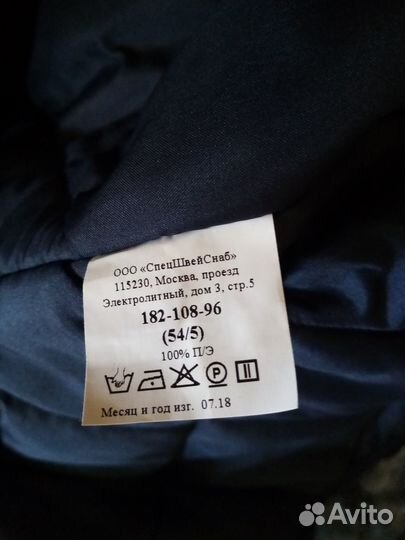 ООО «СпецШвейСнаб»
115230, Москва, проезд
Электролитный, дом 3, стр.5
182-108-96
(54/5)
100% П/Э
P
Месяц и год изг. 07.18
Avito